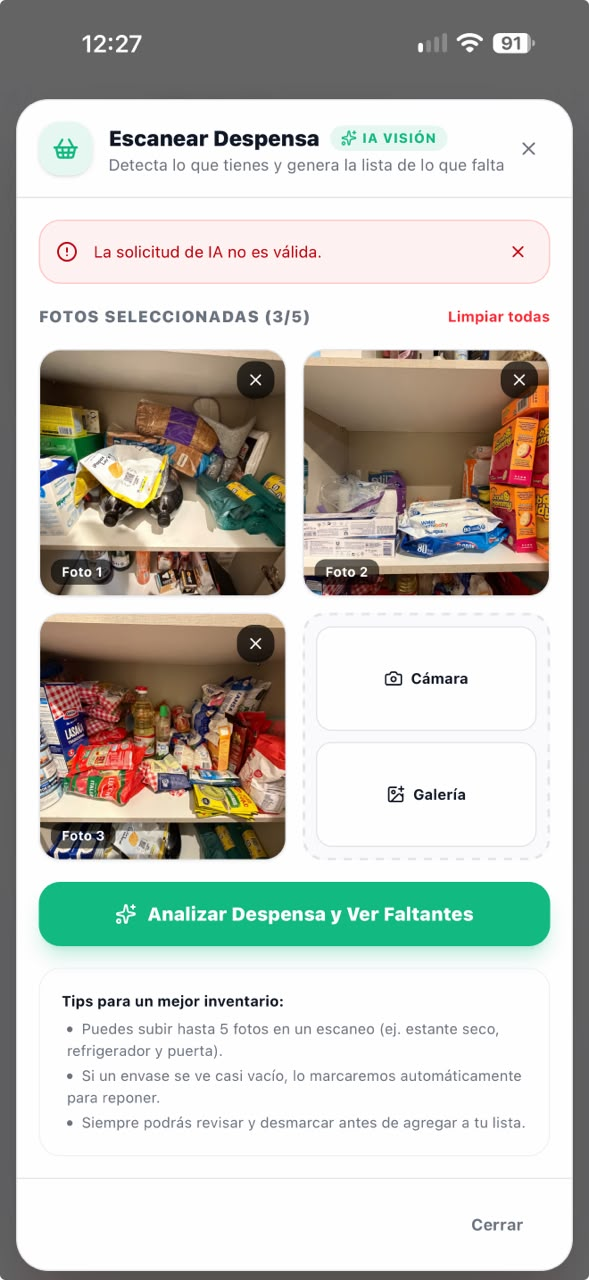 12:27
91
Escanear Despensa
IA VISIÓN
Detecta lo que tienes y genera la lista de lo que falta
La solicitud de IA no es válida.
FOTOS SELECCIONADAS (3/5)
Limpiar todas
Foto 1
Foto 2
LASAÑA
Foto 3
Cámara
Galería
Analizar Despensa y Ver Faltantes
Tips para un mejor inventario:
• Puedes subir hasta 5 fotos en un escaneo (ej. estante seco,
refrigerador y puerta).
• Si un envase se ve casi vacío, lo marcaremos automáticamente
para reponer.
• Siempre podrás revisar y desmarcar antes de agregar a tu lista.
Cerrar